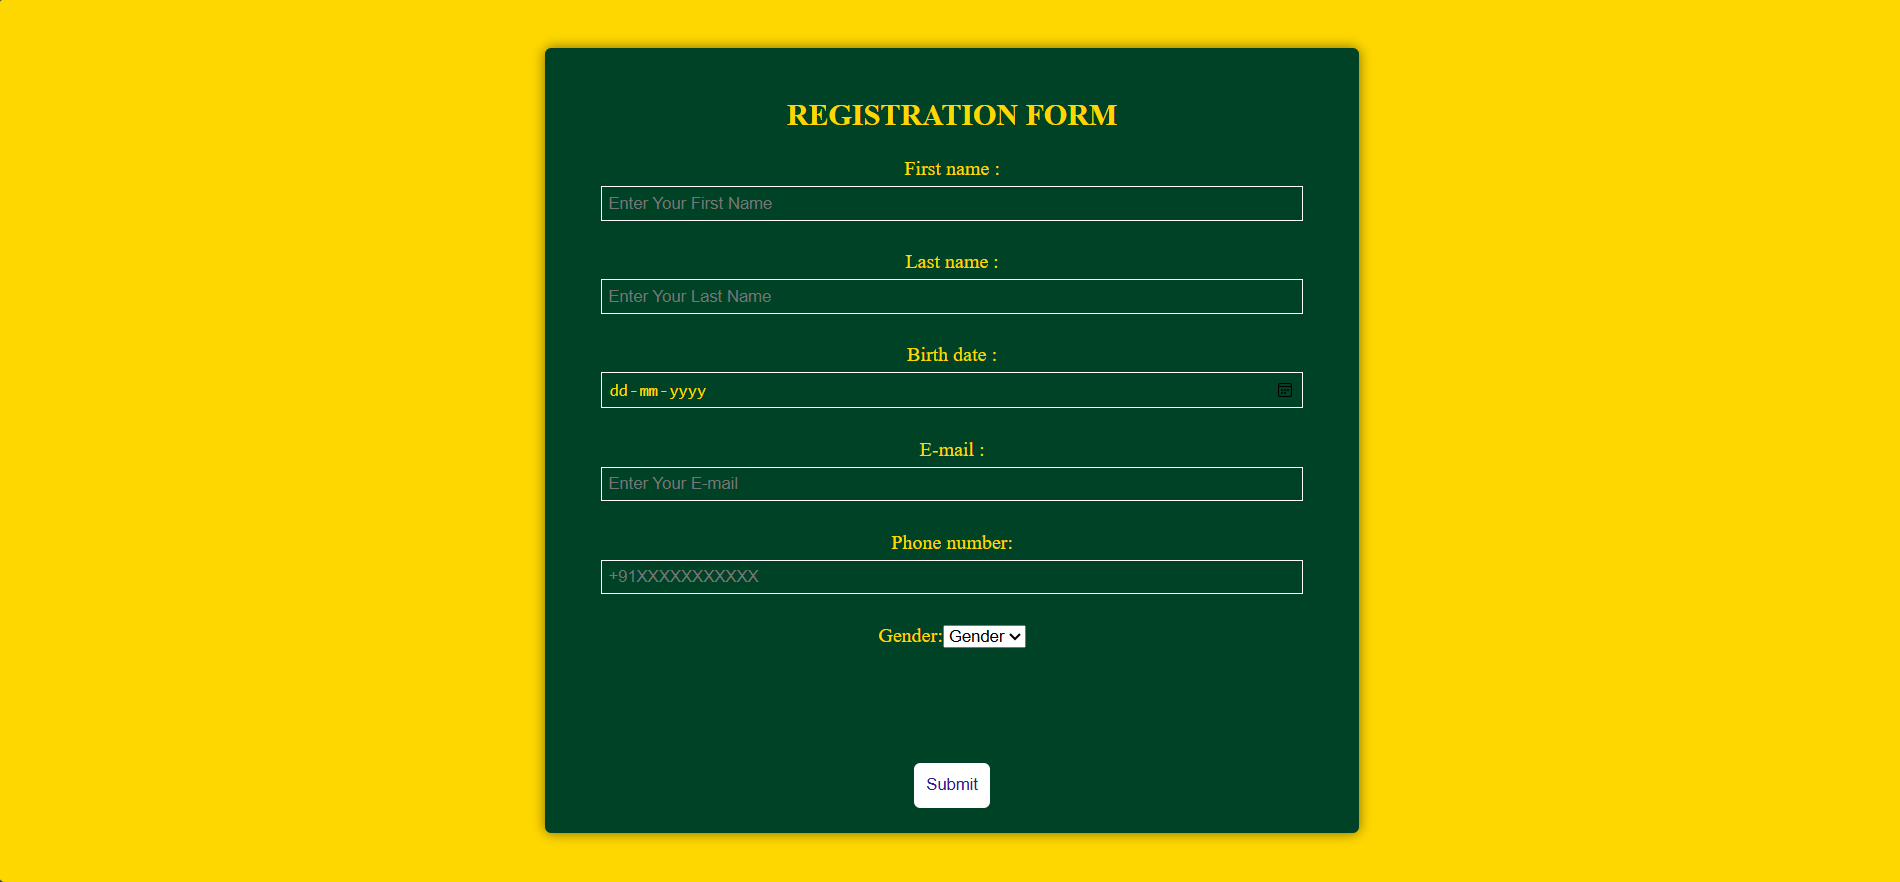 REGISTRATION FORM
First name :
Enter Your First Name
Last name :
Enter Your Last Name
Birth date :
dd-mm-yyyy
E-mail :
Enter Your E-mail
Phone number:
+91XXXXXXXXXXX
Gender: Gender
Submit